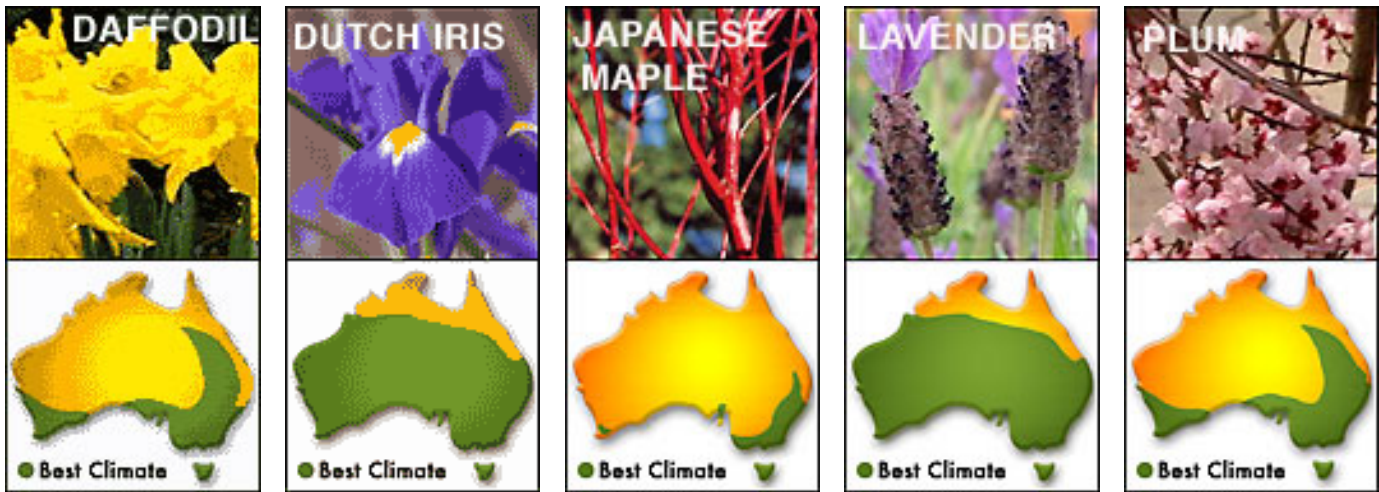 DAFFODIL
DUTCH IRIS
JAPANESE
MAPLE
LAVENDER
PLUM
Best Climate
Best Climate
Best Climate
Best Climate
Best Climate